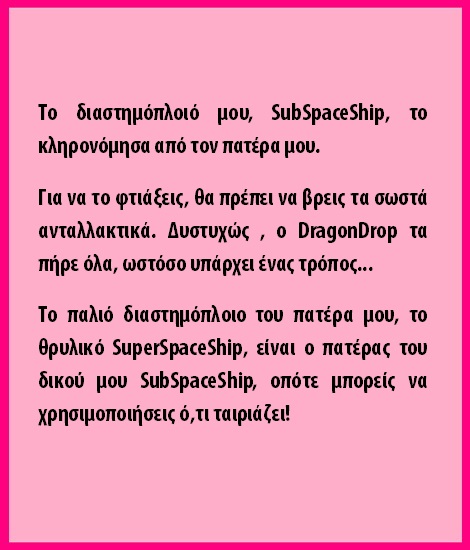 Το διαστημόπλοιό μου, SubSpaceShip, το
κληρονόμησα από τον πατέρα μου.
Για να το φτιάξεις, θα πρέπει να βρεις τα σωστά
ανταλλακτικά. Δυστυχώς , ο DragonDrop τα
πήρε όλα, ωστόσο υπάρχει ένας τρόπος...
Το παλιό διαστημόπλοιο του πατέρα μου, το
θρυλικό SuperSpaceShip, είναι ο πατέρας του
δικού μου SubSpaceShip, οπότε μπορείς να
χρησιμοποιήσεις ό,τι ταιριάζει!